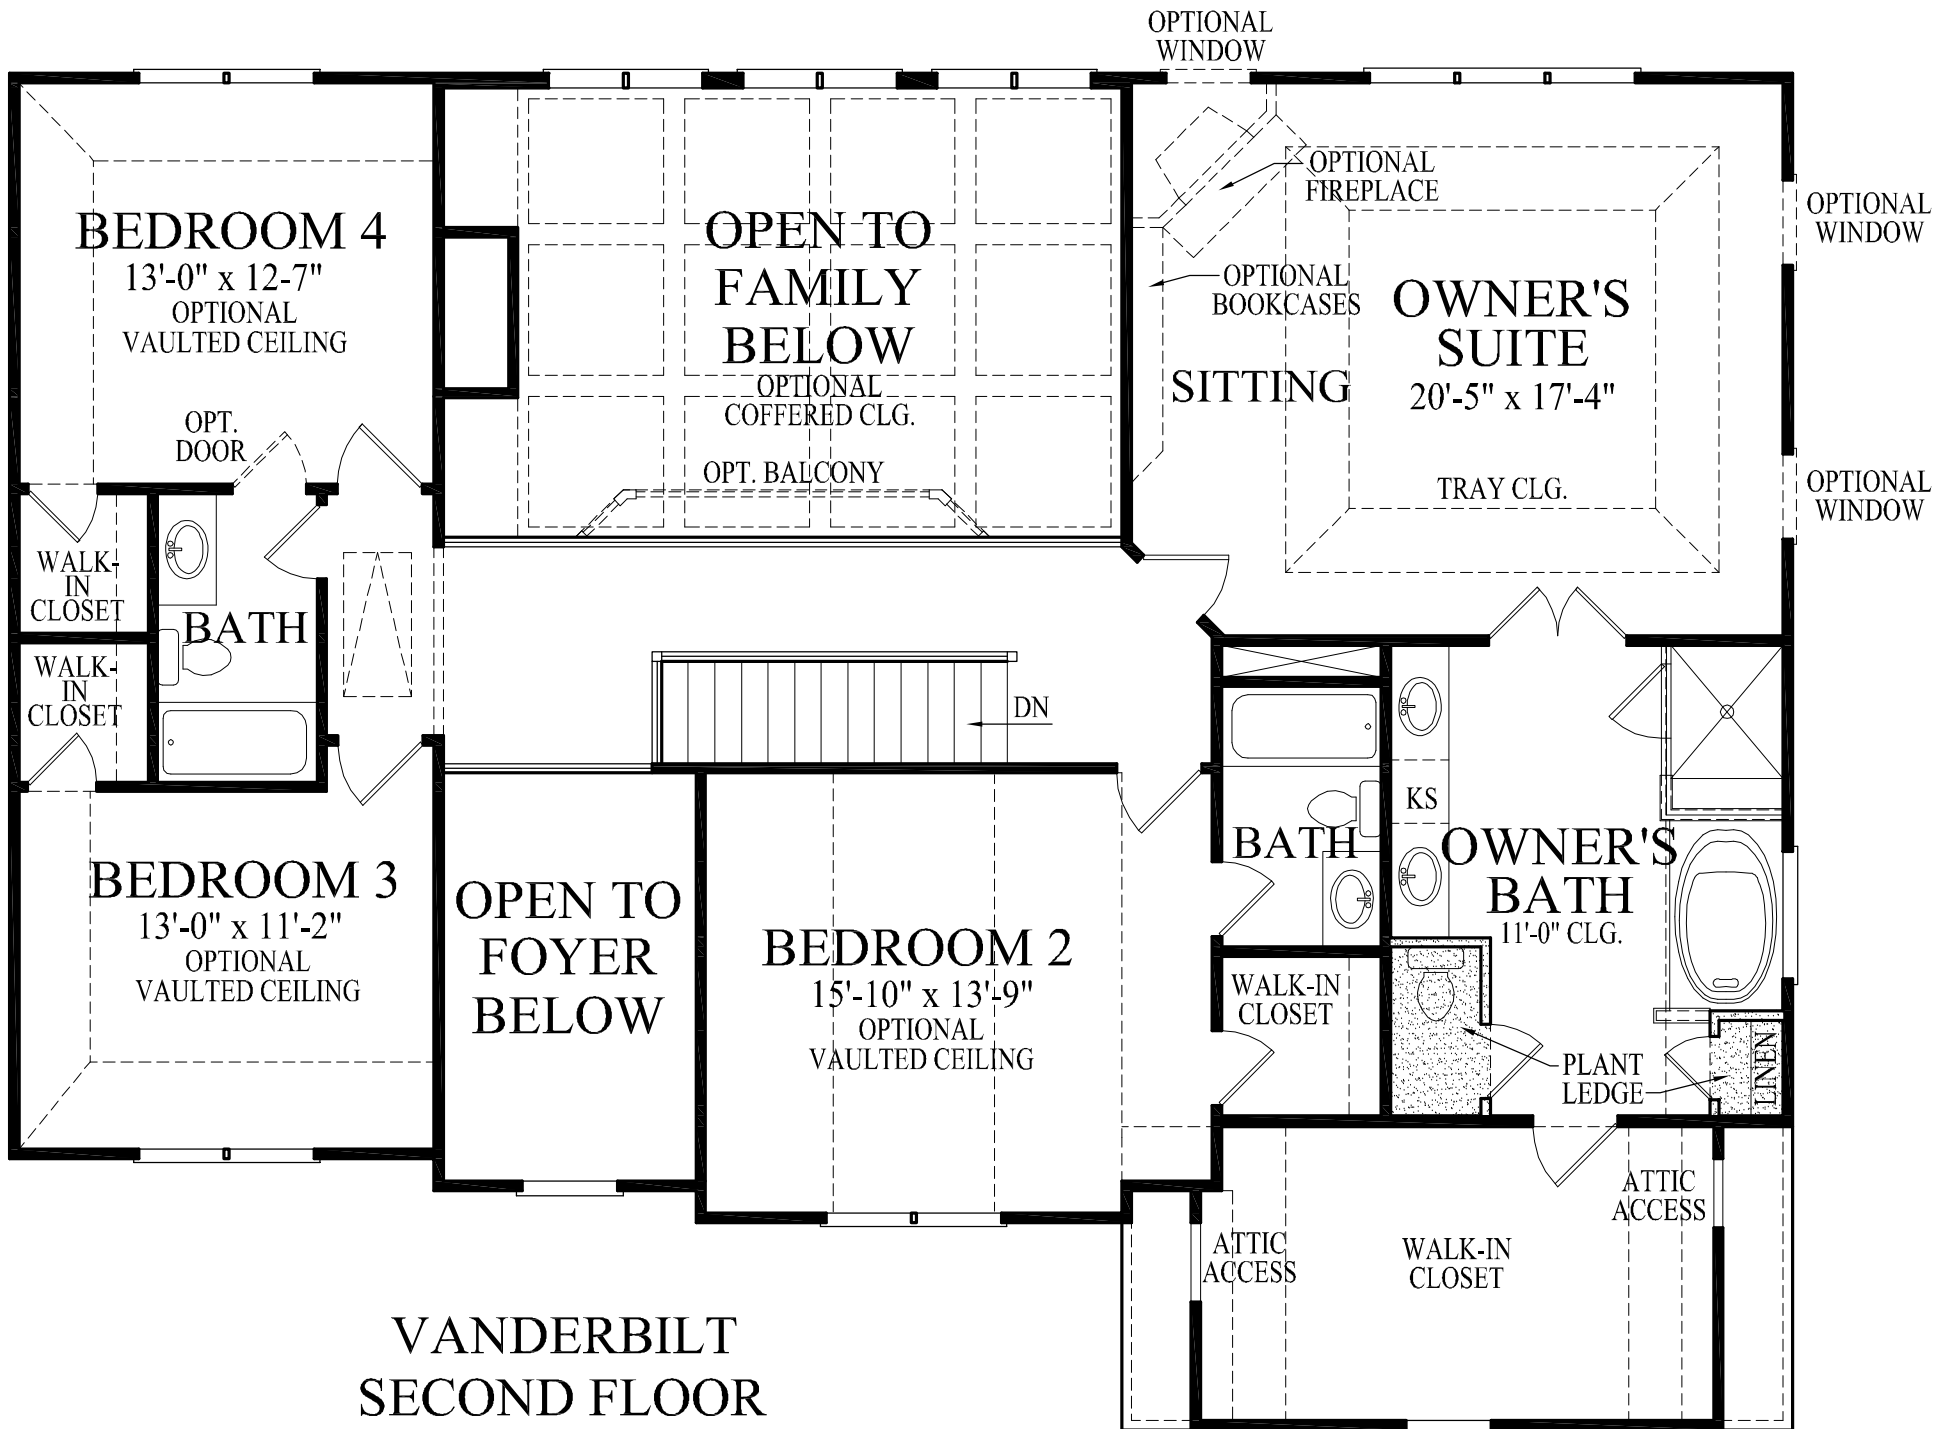 OPTIONAL
WINDOW
BEDROOM 4
13'-0" x 12-7"
OPTIONAL
VAULTED CEILING
OPT.
DOOR
OPEN TO
FAMILY
BELOW
OPTIONAL
COFFERED CLG.
OPT. BALCONY
OPTIONAL
FIREPLACE
OPTIONAL
BOOKCASES
SITTING
OWNER'S
SUITE
20'-5" x 17'-4"
TRAY CLG.
OPTIONAL
WINDOW
OPTIONAL
WINDOW
WALK-
IN
CLOSET
BATH
WALK-
IN
CLOSET
DN
BEDROOM 3
13'-0" x 11'-2"
OPTIONAL
VAULTED CEILING
OPEN TO
FOYER
BELOW
BEDROOM 2
15'-10" x 13'-9"
OPTIONAL
VAULTED CEILING
BATH
WALK-IN
CLOSET
KS
OWNER'S
BATH
11'-0" CLG.
PLANT
LEDGE
LINEN
ATTIC
ACCESS
ATTIC
ACCESS
WALK-IN
CLOSET
VANDERBILT
SECOND FLOOR